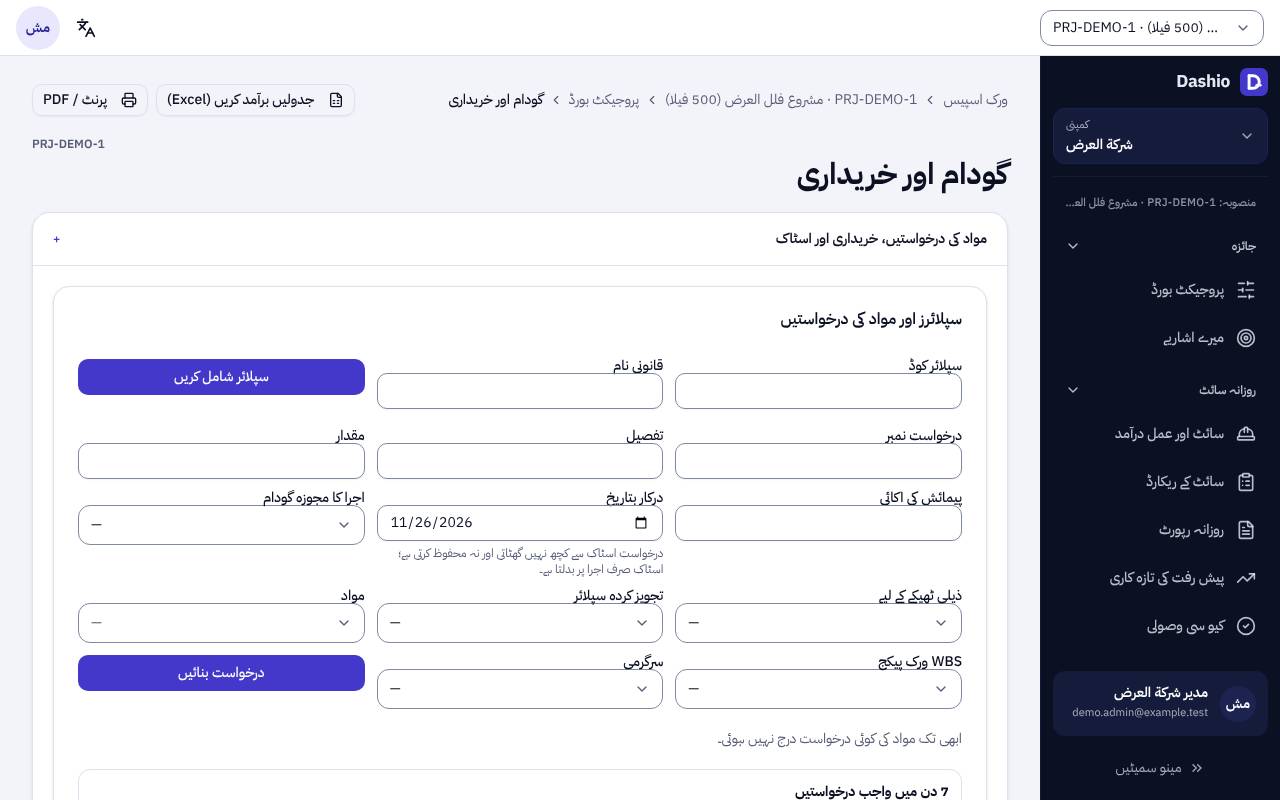 PRJ-DEMO-1 · مشروع فلل العرض (500 فيلا) ...
مش
Dashio
کمپنی
شركة العرض
منصوبہ: PRJ-DEMO-1 · مشروع فلل العـ...
جائزہ
پروجیکٹ بورڈ
میرے اشاریے
روزانہ سائٹ
سائٹ اور عمل درآمد
سائٹ کے ریکارڈ
روزانہ رپورٹ
پیش رفت کی تازہ کاری
کیو سی وصولی
مدير شركة العرض
demo.admin@example.test
مش
مینو سمیٹیں
ورک اسپیس › PRJ-DEMO-1 · مشروع فلل العرض (500 فيلا) › پروجیکٹ بورڈ › گودام اور خریداری
جدولیں برآمد کریں (Excel)
پرنٹ / PDF
PRJ-DEMO-1
گودام اور خریداری
مواد کی درخواستیں، خریداری اور اسٹاک
+
سپلائرز اور مواد کی درخواستیں
سپلائر کوڈ
قانونی نام
سپلائر شامل کریں
درخواست نمبر
تفصیل
مقدار
پیمائش کی اکائی
درکار بتاریخ
11/26/2026
درخواست اسٹاک سے کچھ نہیں گھٹاتی اور نہ محفوظ کرتی ہے؛
اسٹاک صرف اجرا پر بدلتا ہے۔
اجرا کا مجوزہ گودام
—
ذیلی ٹھیکے کے لیے
—
تجویز کردہ سپلائر
—
مواد
—
WBS ورک پیکج
—
سرگرمی
—
درخواست بنائیں
ابھی تک مواد کی کوئی درخواست درج نہیں ہوئی۔
7 دن میں واجب درخواستیں